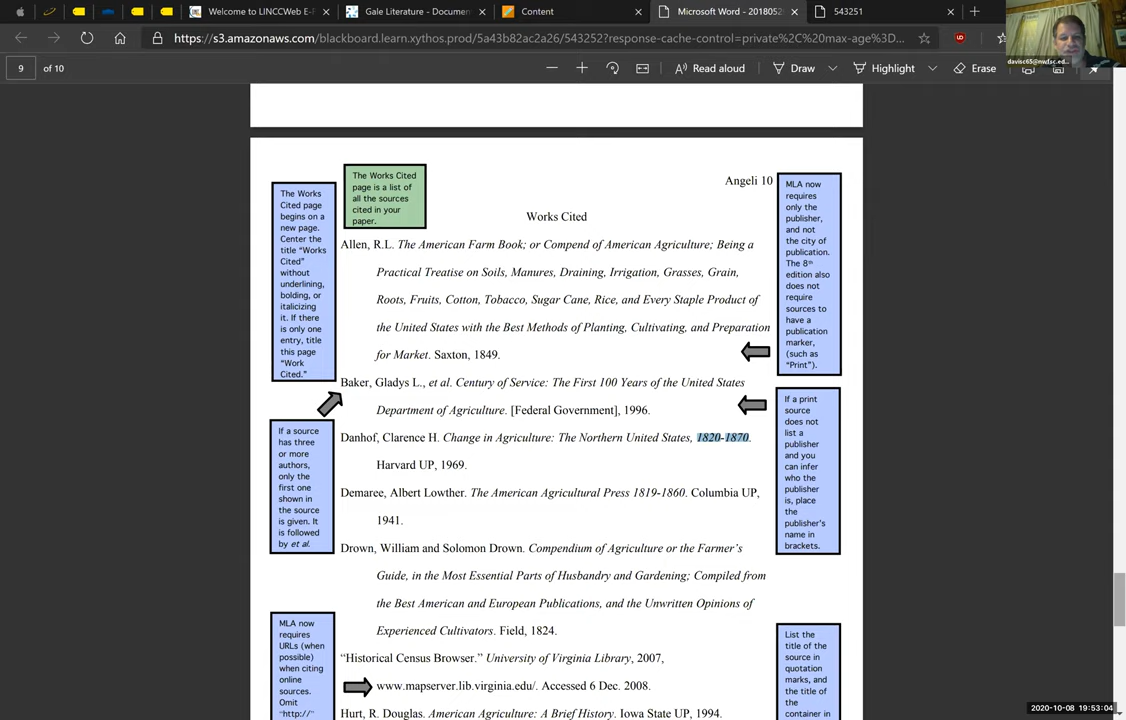 Welcome to LINCCWeb E-R
Gale Literature - Documen
Content
Microsoft Word - 2018052
543251
https://s3.amazonaws.com/blackboard.learn.xythos.prod/5a43b82ac2a26/543252?response-cache-control=private%2C%20max-age%3D...
9 of 10
Read aloud
Draw
Highlight
Erase
davisc65@nwfsc.ed...
The Works Cited
page is a list of
all the sources
cited in your
paper.
Angeli 10
The Works
Cited page
begins on a
new page.
Center the
title “Works
Cited”
without
underlining,
bolding, or
italicizing
it. If there
is only one
entry, title
this page
“Work
Cited.”
MLA now
requires
only the
publisher,
and not
the city of
publication.
The 8th
edition also
does not
require
sources to
have a
publication
marker,
(such as
“Print”).
Works Cited
Allen, R.L. The American Farm Book; or Compend of American Agriculture; Being a
Practical Treatise on Soils, Manures, Draining, Irrigation, Grasses, Grain,
Roots, Fruits, Cotton, Tobacco, Sugar Cane, Rice, and Every Staple Product of
the United States with the Best Methods of Planting, Cultivating, and Preparation
for Market. Saxton, 1849.
Baker, Gladys L., et al. Century of Service: The First 100 Years of the United States
Department of Agriculture. [Federal Government], 1996.
Danhof, Clarence H. Change in Agriculture: The Northern United States, 1820-1870.
Harvard UP, 1969.
Demaree, Albert Lowther. The American Agricultural Press 1819-1860. Columbia UP,
1941.
Drown, William and Solomon Drown. Compendium of Agriculture or the Farmer’s
Guide, in the Most Essential Parts of Husbandry and Gardening; Compiled from
the Best American and European Publications, and the Unwritten Opinions of
Experienced Cultivators. Field, 1824.
“Historical Census Browser.” University of Virginia Library, 2007,
www.mapserver.lib.virginia.edu/. Accessed 6 Dec. 2008.
Hurt, R. Douglas. American Agriculture: A Brief History. Iowa State UP, 1994.
If a source
has three
or more
authors,
only the
first one
shown in
the source
is given. It
is followed
by et al.
If a print
source
does not
list a
publisher
and you
can infer
who the
publisher
is, place
the
publisher’s
name in
brackets.
MLA now
requires
URLs (when
possible)
when citing
online
sources.
Omit
“http://”
List the
title of the
source in
quotation
marks, and
the title of
the
container in
2020-10-08 19:53:04